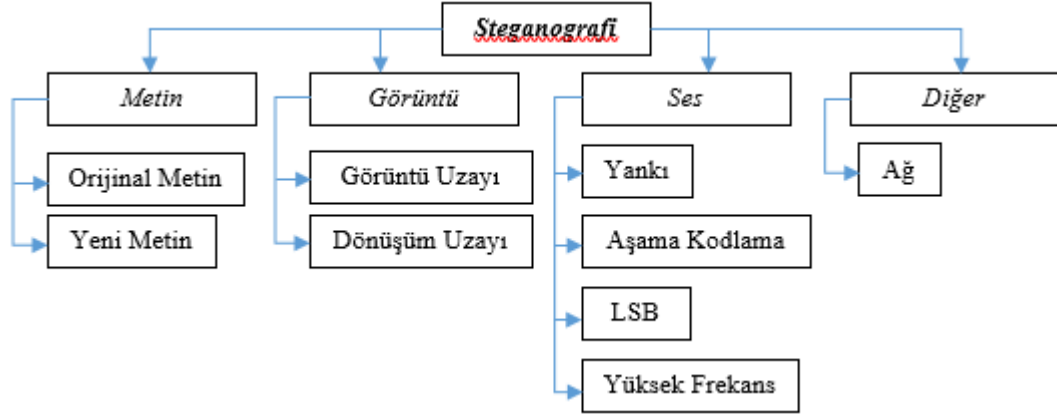 Steganografi
Metin
Görüntü
Ses
Diğer
Orijinal Metin
Yeni Metin
Görüntü Uzayı
Dönüşüm Uzayı
Yankı
Aşama Kodlama
LSB
Yüksek Frekans
Ağ